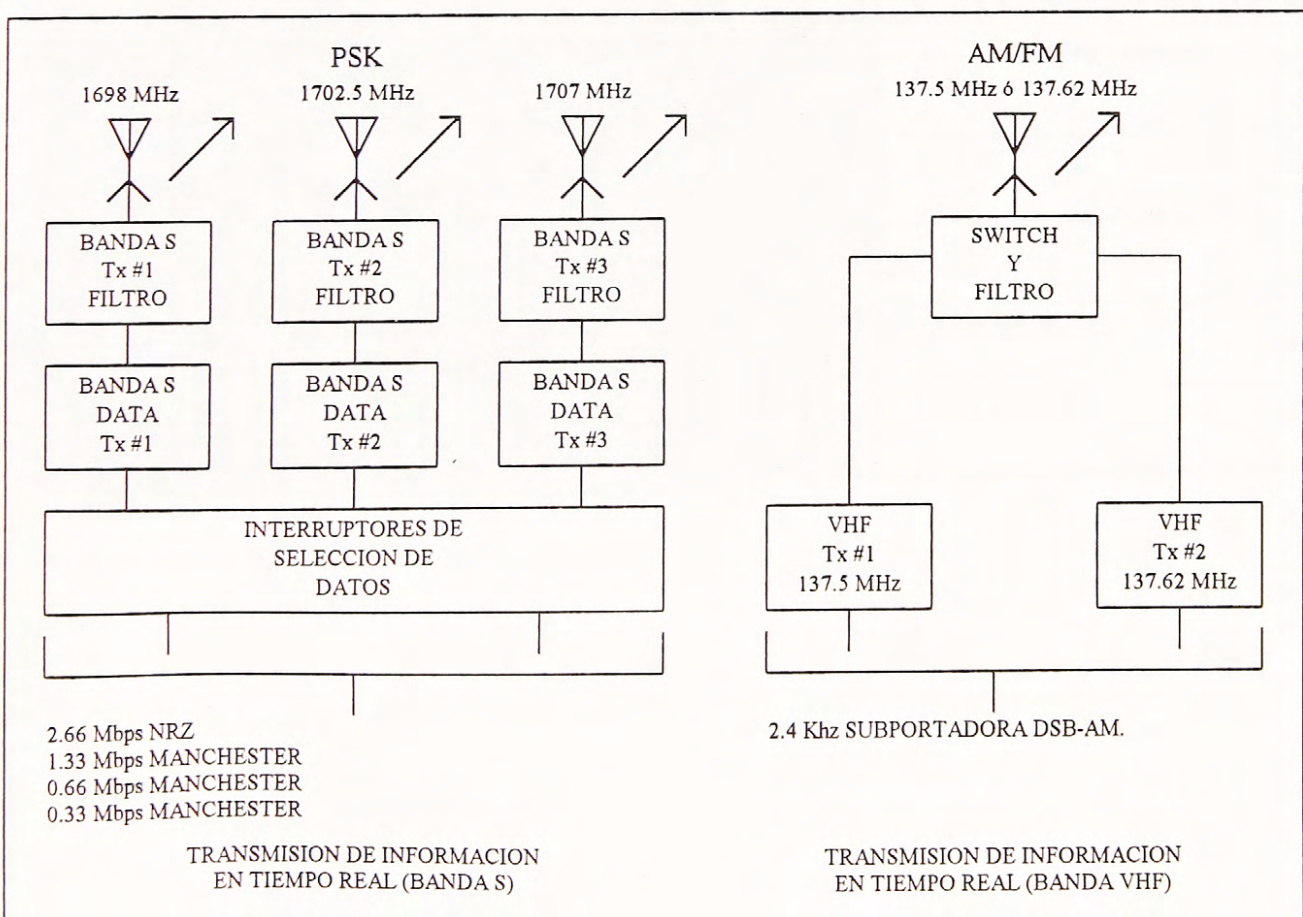 PSK
1698 MHz
1702.5 MHz
1707 MHz
BANDA S
Tx #1
FILTRO
BANDA S
Tx #2
FILTRO
BANDA S
Tx #3
FILTRO
BANDA S
DATA
Tx #1
BANDA S
DATA
Tx #2
BANDA S
DATA
Tx #3
INTERRUPTORES DE
SELECCION DE
DATOS
2.66 Mbps NRZ
1.33 Mbps MANCHESTER
0.66 Mbps MANCHESTER
0.33 Mbps MANCHESTER
TRANSMISION DE INFORMACION
EN TIEMPO REAL (BANDA S)
AM/FM
137.5 MHz ó 137.62 MHz
SWITCH
Y
FILTRO
VHF
Tx #1
137.5 MHz
VHF
Tx #2
137.62 MHz
2.4 Khz SUBPORTADORA DSB-AM.
TRANSMISION DE INFORMACION
EN TIEMPO REAL (BANDA VHF)